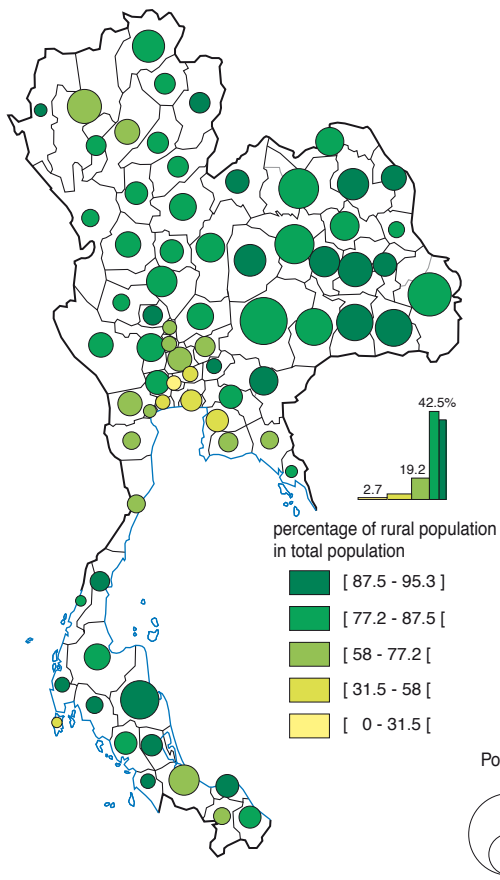 42.5%
19.2
2.7
percentage of rural population
in total population
[ 87.5 - 95.3 ]
[ 77.2 - 87.5 [
[ 58 - 77.2 [
[ 31.5 - 58 [
[ 0 - 31.5 [
Po